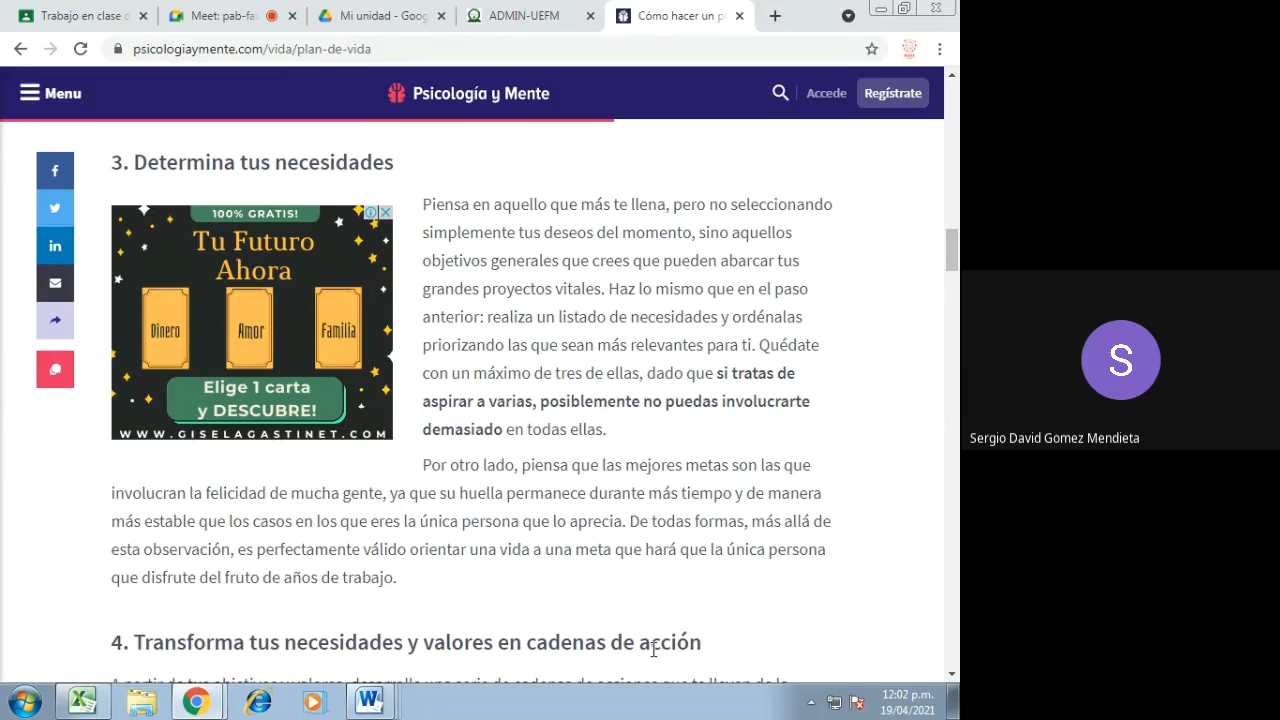 Trabajo en clase d
Meet: pab-fax
Mi unidad - Goog
ADMIN-UEFM
Cómo hacer un p
psicologiaymente.com/vida/plan-de-vida
Menu
Psicología y Mente
Accede
Regístrate
3. Determina tus necesidades
100% GRATIS!
Tu Futuro
Ahora
Dinero
Amor
Familia
Elige 1 carta
y DESCUBRE!
WWW.GISELAGASTINET.COM
Piensa en aquello que más te llena, pero no seleccionando
simplemente tus deseos del momento, sino aquellos
objetivos generales que crees que pueden abarcar tus
grandes proyectos vitales. Haz lo mismo que en el paso
anterior: realiza un listado de necesidades y ordénalas
priorizando las que sean más relevantes para ti. Quédate
con un máximo de tres de ellas, dado que si tratas de
aspirar a varias, posiblemente no puedas involucrarte
demasiado en todas ellas.
Por otro lado, piensa que las mejores metas son las que
involucran la felicidad de mucha gente, ya que su huella permanece durante más tiempo y de manera
más estable que los casos en los que eres la única persona que lo aprecia. De todas formas, más allá de
esta observación, es perfectamente válido orientar una vida a una meta que hará que la única persona
que disfrute del fruto de años de trabajo.
4. Transforma tus necesidades y valores en cadenas de acción
S
Sergio David Gomez Mendieta
12:02 p.m.
19/04/2021